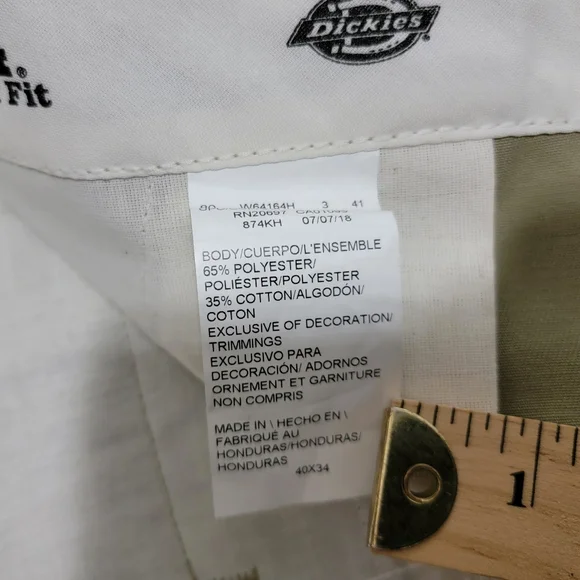 Dickies
®
Fit
W64164H 3 41
RN20697
874KH 07/07/18
BODY/CUERPO/L'ENSEMBLE
65% POLYESTER/
POLIÉSTER/POLYESTER
35% COTTON/ALGODÓN/
COTON
EXCLUSIVE OF DECORATION/
TRIMMINGS
EXCLUSIVO PARA
DECORACIÓN/ ADORNOS
ORNEMENT ET GARNITURE
NON COMPRIS
MADE IN \ HECHO EN \
FABRIQUÉ AU
HONDURAS/HONDURAS/
HONDURAS
40X34
1